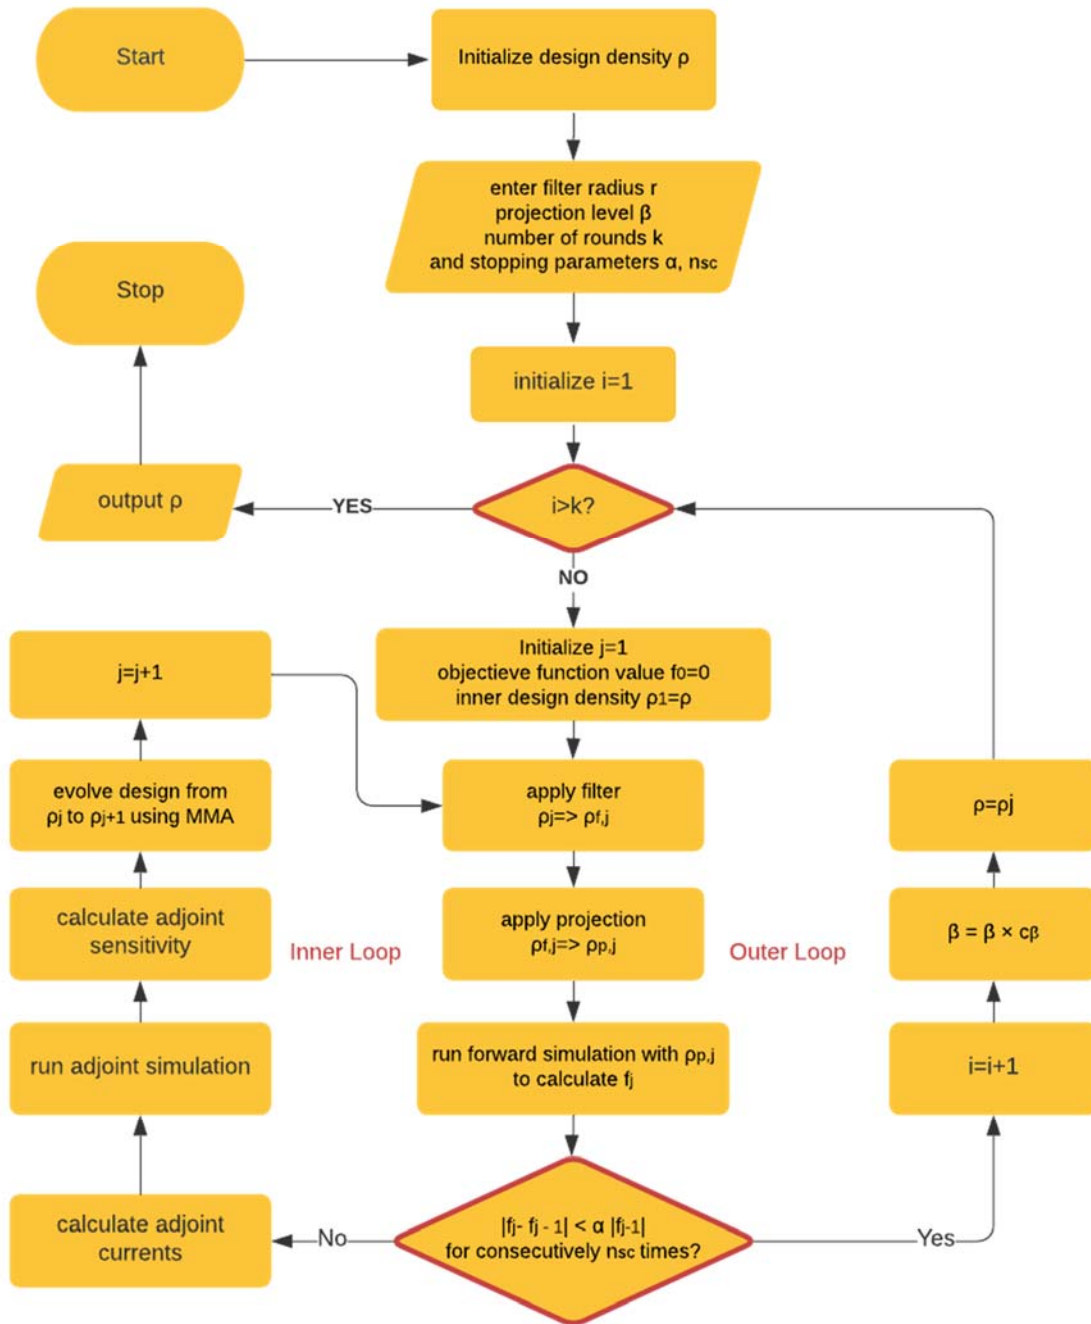 Start
Initialize design density ρ
enter filter radius r
projection level β
number of rounds k
and stopping parameters α, nsc
Stop
initialize i=1
output ρ
YES
i>k?
NO
Initialize j=1
objectieve function value f0=0
inner design density ρ1=ρ
j=j+1
evolve design from
ρj to ρj+1 using MMA
apply filter
ρj=> ρf,j
ρ=ρj
calculate adjoint
sensitivity
Inner Loop
apply projection
ρf,j=> ρp,j
Outer Loop
β = β × cβ
run adjoint simulation
run forward simulation with ρp,j
to calculate fj
i=i+1
calculate adjoint
currents
No
|fj- fj - 1| < α |fj-1|
for consecutively nsc times?
Yes